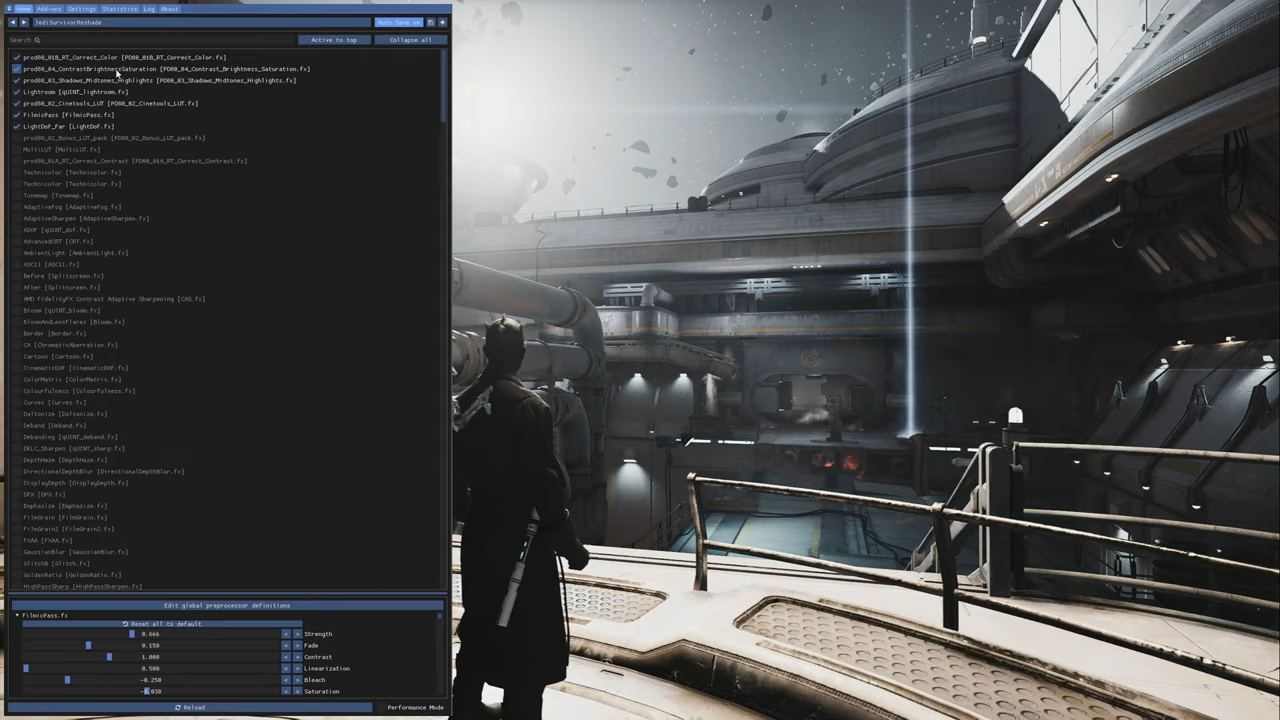 Home Add-ons Settings Statistics Log About
JediSurvivorReshade Auto Save on
Search Active to top Collapse all
prod80_01B_RT_Correct_Color [PD80_01B_RT_Correct_Color.fx]
prod80_04_ContrastBrightnessSaturation [PD80_04_Contrast_Brightness_Saturation.fx]
prod80_03_Shadows_Midtones_Highlights [PD80_03_Shadows_Midtones_Highlights.fx]
Lightroom [qUINT_lightroom.fx]
prod80_02_Cinetools_LUT [PD80_02_Cinetools_LUT.fx]
FilmicPass [FilmicPass.fx]
LightDoF_Far [LightDoF.fx]
prod80_02_Bonus_LUT_pack [PD80_02_Bonus_LUT_pack.fx]
MultiLUT [MultiLUT.fx]
prod80_01A_RT_Correct_Contrast [PD80_01A_RT_Correct_Contrast.fx]
Technicolor [Technicolor.fx]
Technicolor [Technicolor.fx]
Tonemap [Tonemap.fx]
AdaptiveFog [AdaptiveFog.fx]
AdaptiveSharpen [AdaptiveSharpen.fx]
ADOF [qUINT_dof.fx]
AdvancedCRT [CRT.fx]
AmbientLight [AmbientLight.fx]
ASCII [ASCII.fx]
Before [Splitscreen.fx]
After [Splitscreen.fx]
AMD FidelityFX Contrast Adaptive Sharpening [CAS.fx]
Bloom [qUINT_bloom.fx]
BloomAndLensFlares [Bloom.fx]
Border [Border.fx]
CA [ChromaticAberration.fx]
Cartoon [Cartoon.fx]
CinematicDOF [CinematicDOF.fx]
ColorMatrix [ColorMatrix.fx]
Colourfulness [Colourfulness.fx]
Curves [Curves.fx]
Daltonize [Daltonize.fx]
Deband [Deband.fx]
Debanding [qUINT_deband.fx]
DELC_Sharpen [qUINT_sharp.fx]
DepthHaze [DepthHaze.fx]
DirectionalDepthBlur [DirectionalDepthBlur.fx]
DisplayDepth [DisplayDepth.fx]
DPX [DPX.fx]
Emphasize [Emphasize.fx]
FilmGrain [FilmGrain.fx]
FilmGrain2 [FilmGrain2.fx]
FXAA [FXAA.fx]
GaussianBlur [GaussianBlur.fx]
GlitchB [Glitch.fx]
GoldenRatio [GoldenRatio.fx]
HighPassSharp [HighPassSharpen.fx]
Edit global preprocessor definitions
FilmicPass.fx
Reset all to default
0.666 < > Strength
0.150 < > Fade
1.000 < > Contrast
0.500 < > Linearization
-0.250 < > Bleach
< > Saturation
Reload Performance Mode